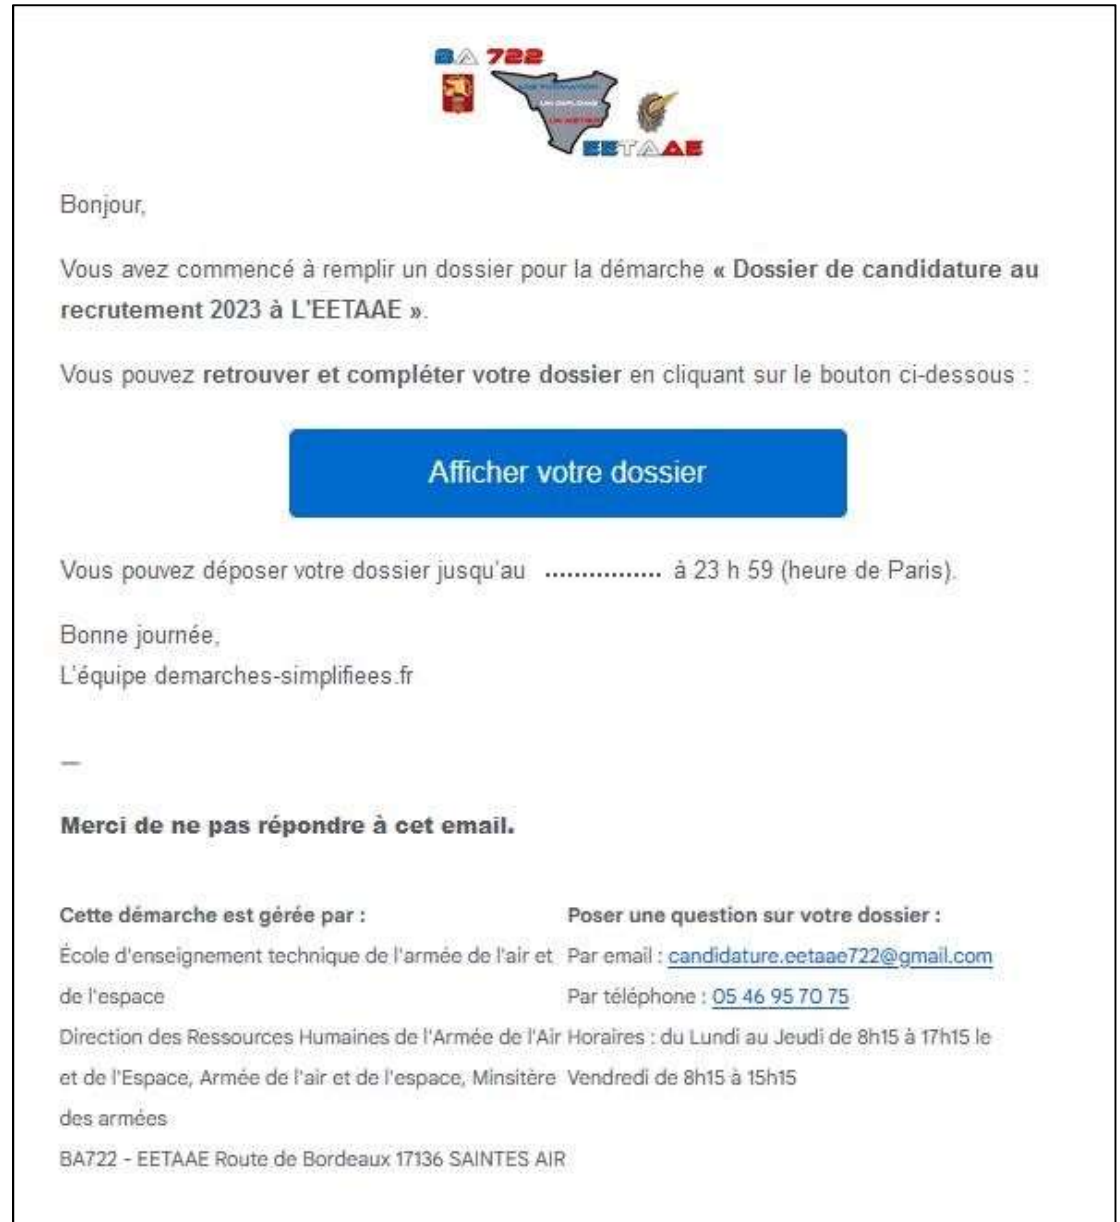 BA 722
UNE FORMATION
UN DIPLOME
UN METIER
EETAAE
Bonjour,
Vous avez commencé à remplir un dossier pour la démarche « Dossier de candidature au
recrutement 2023 à L'EETAAE ».
Vous pouvez retrouver et compléter votre dossier en cliquant sur le bouton ci-dessous :
Afficher votre dossier
Vous pouvez déposer votre dossier jusqu'au ................ à 23 h 59 (heure de Paris).
Bonne journée,
L'équipe demarches-simplifiees.fr
—
Merci de ne pas répondre à cet email.
Cette démarche est gérée par :
École d'enseignement technique de l'armée de l'air et
de l'espace
Direction des Ressources Humaines de l'Armée de l'Air
et de l'Espace, Armée de l'air et de l'espace, Minsitère
des armées
BA722 - EETAAE Route de Bordeaux 17136 SAINTES AIR
Poser une question sur votre dossier :
Par email : candidature.eetaae722@gmail.com
Par téléphone : 05 46 95 70 75
Horaires : du Lundi au Jeudi de 8h15 à 17h15 le
Vendredi de 8h15 à 15h15